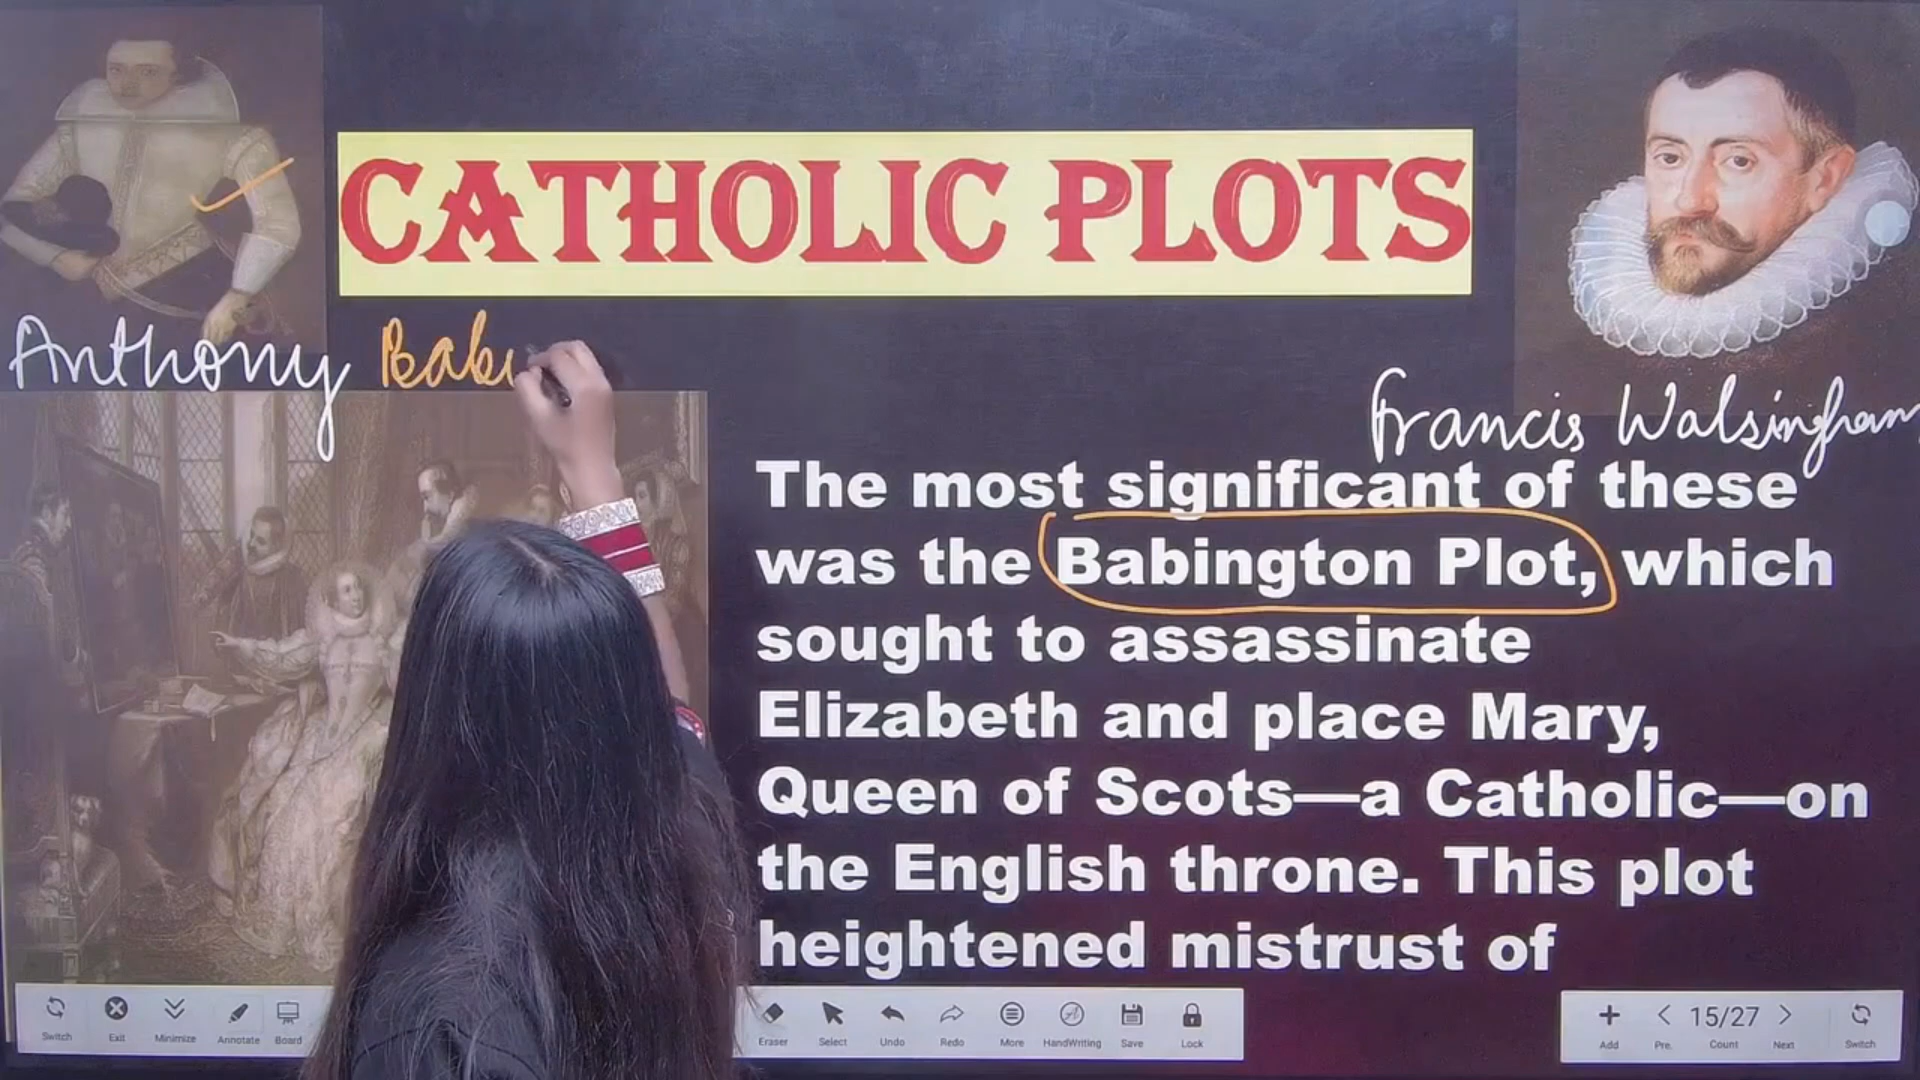 CATHOLIC PLOTS
Anthony Babi
Francis Walsingham
The most significant of these
was the Babington Plot, which
sought to assassinate
Elizabeth and place Mary,
Queen of Scots—a Catholic—on
the English throne. This plot
heightened mistrust of
Switch Exit Minimize Annotate Board Eraser Select Undo Redo More HandWriting Save Lock
15/27
Add Pre. Count Next Switch